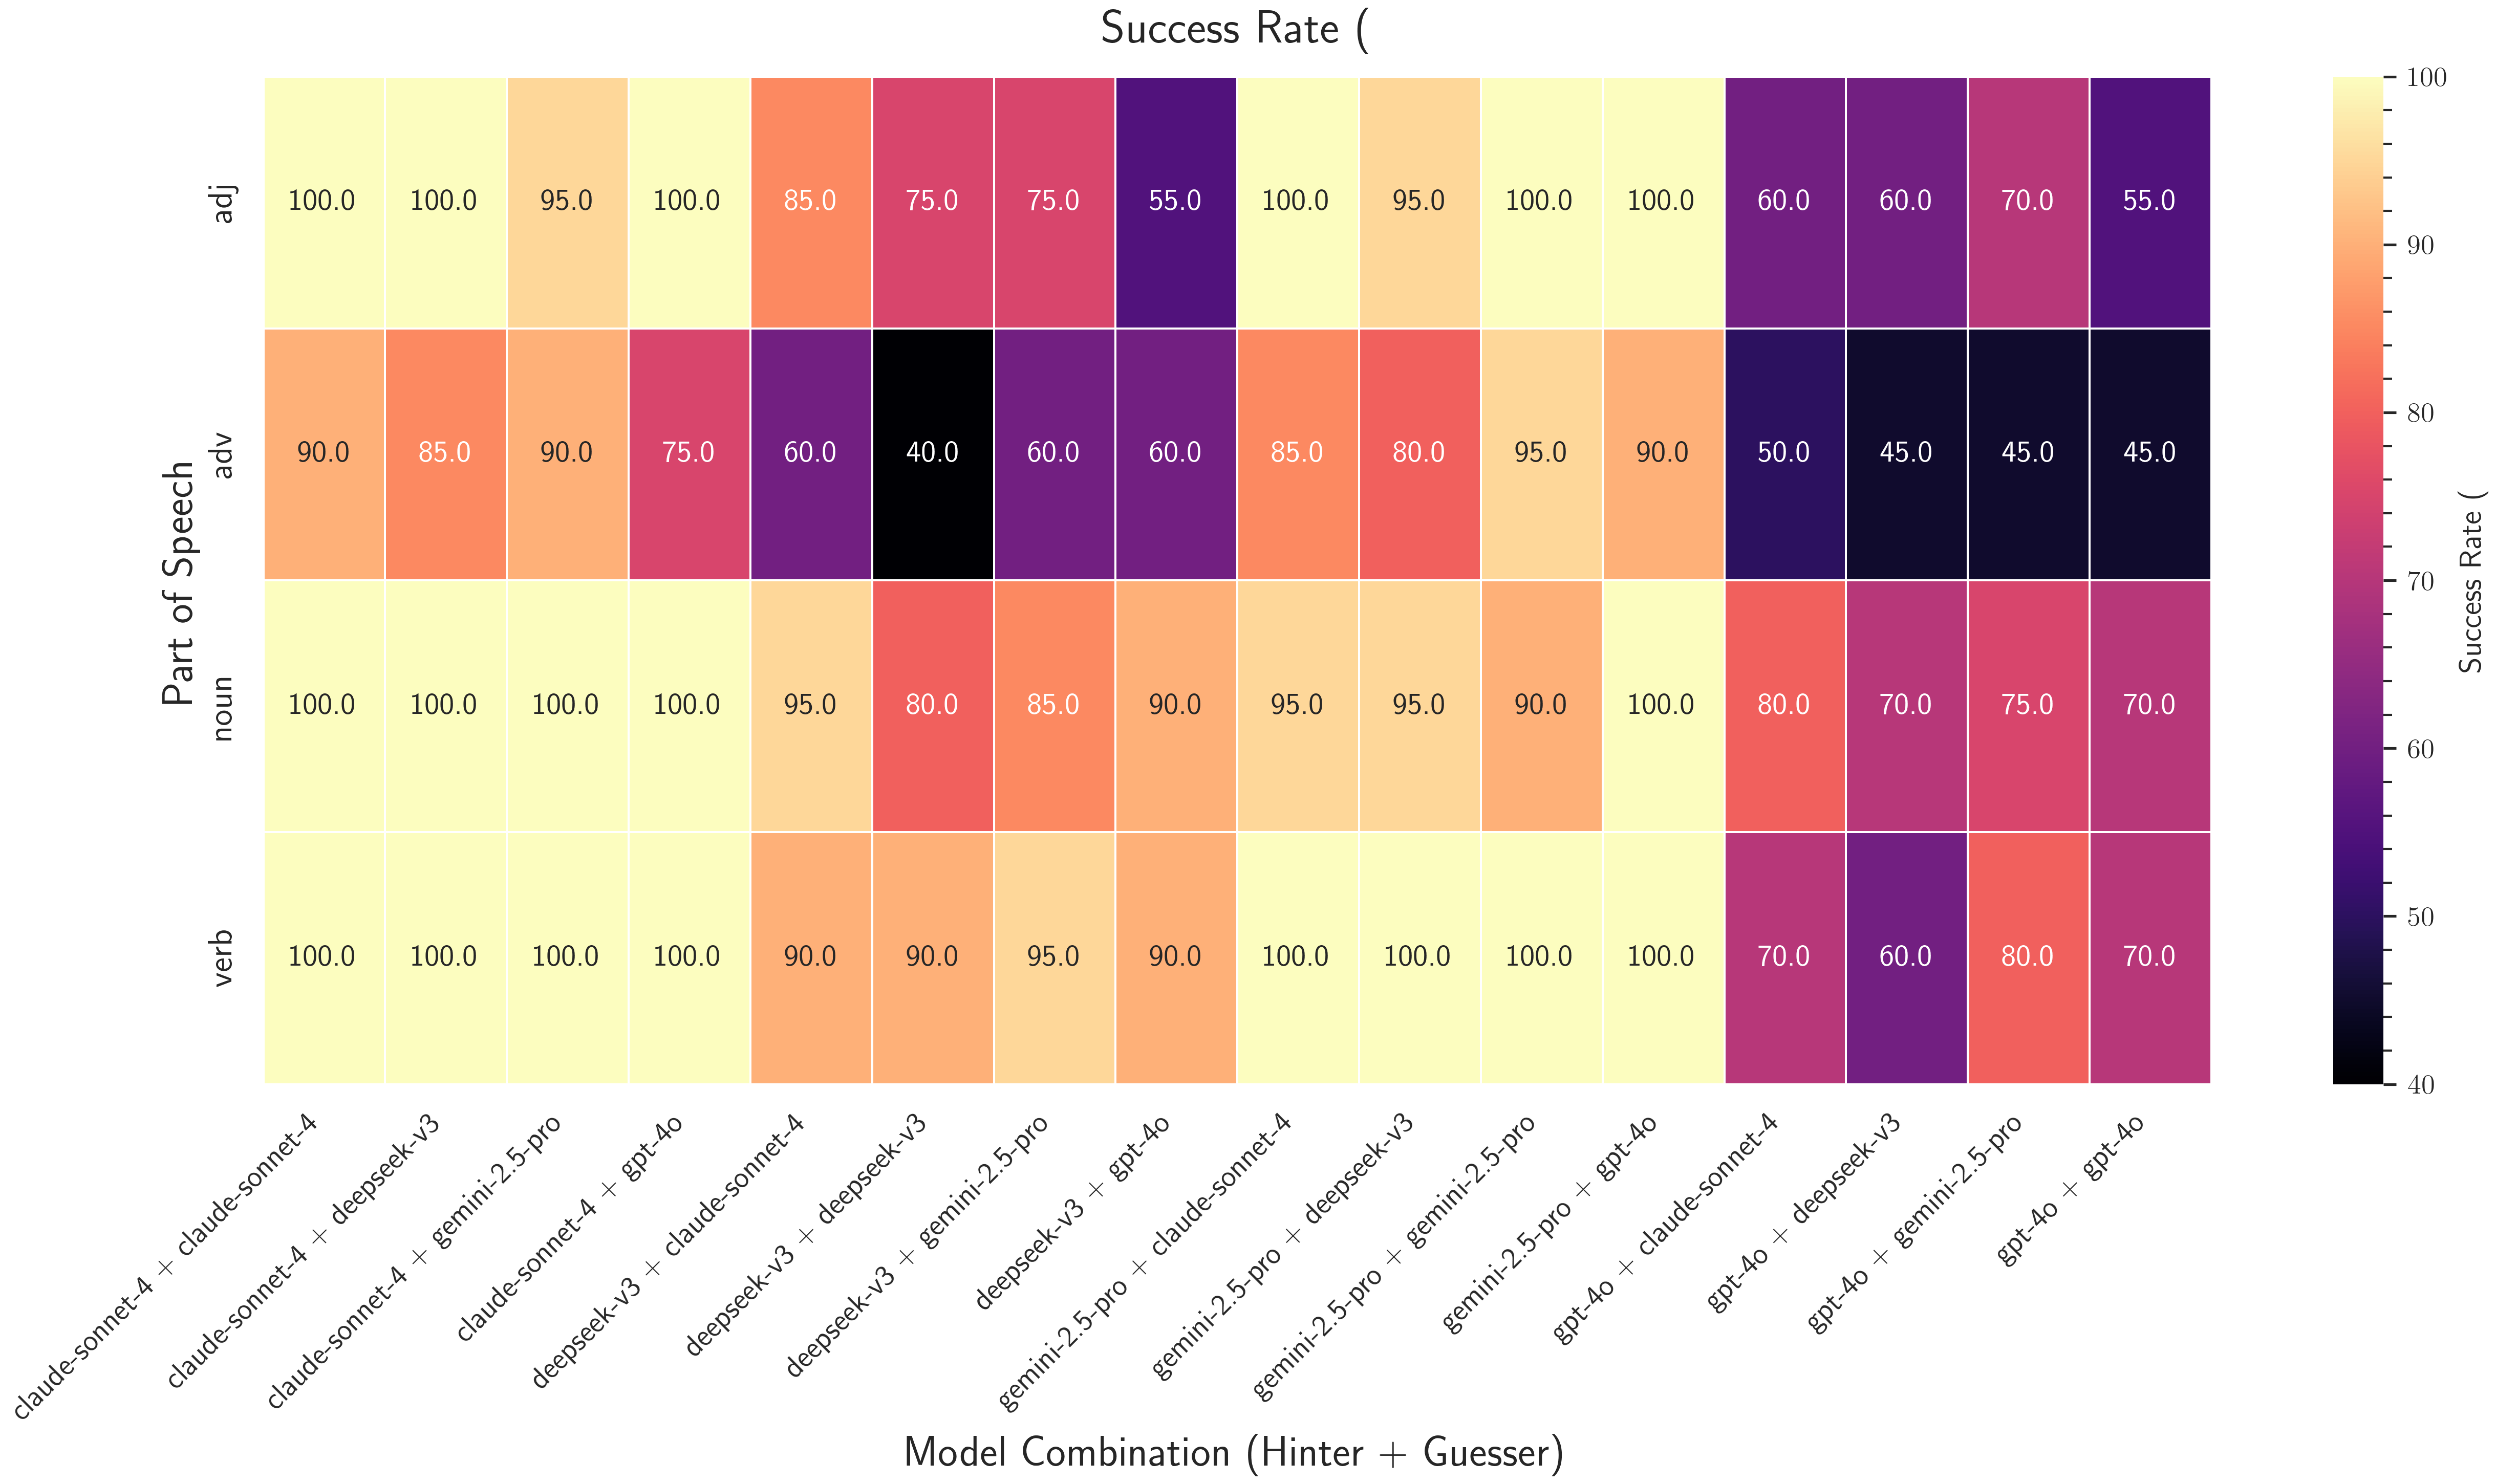 Success Rate (
100
90
80
70
60
50
40
Success Rate (
Part of Speech
adj
100.0 100.0 95.0 100.0 85.0 75.0 75.0 55.0 100.0 95.0 100.0 100.0 60.0 60.0 70.0 55.0
adv
90.0 85.0 90.0 75.0 60.0 40.0 60.0 60.0 85.0 80.0 95.0 90.0 50.0 45.0 45.0 45.0
noun
100.0 100.0 100.0 100.0 95.0 80.0 85.0 90.0 95.0 95.0 90.0 100.0 80.0 70.0 75.0 70.0
verb
100.0 100.0 100.0 100.0 90.0 90.0 95.0 90.0 100.0 100.0 100.0 100.0 70.0 60.0 80.0 70.0
claude-sonnet-4 + claude-sonnet-4
claude-sonnet-4 + deepseek-v3
claude-sonnet-4 + gemini-2.5-pro
claude-sonnet-4 + gpt-4o
deepseek-v3 + claude-sonnet-4
deepseek-v3 + deepseek-v3
deepseek-v3 + gemini-2.5-pro
deepseek-v3 + gpt-4o
gemini-2.5-pro + claude-sonnet-4
gemini-2.5-pro + deepseek-v3
gemini-2.5-pro + gemini-2.5-pro
gemini-2.5-pro + gpt-4o
gpt-4o + claude-sonnet-4
gpt-4o + deepseek-v3
gpt-4o + gemini-2.5-pro
gpt-4o + gpt-4o
Model Combination (Hinter + Guesser)